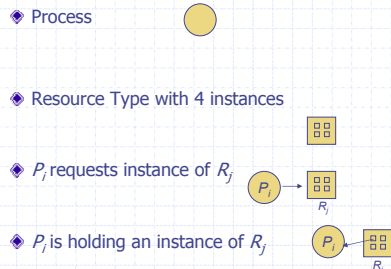 Process
Resource Type with 4 instances
Pi requests instance of Rj
Pi
Rj
Pi is holding an instance of Rj
Pi